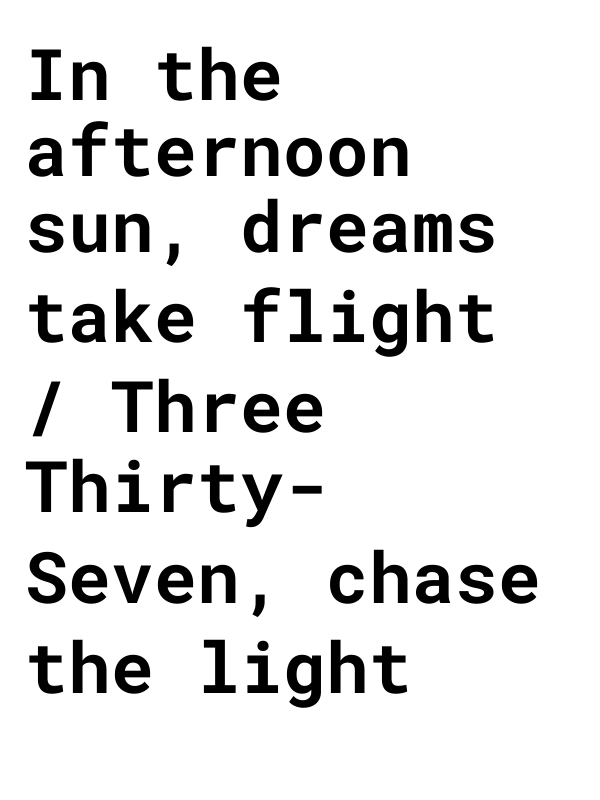 In the
afternoon
sun, dreams
take flight
/ Three
Thirty-
Seven, chase
the light